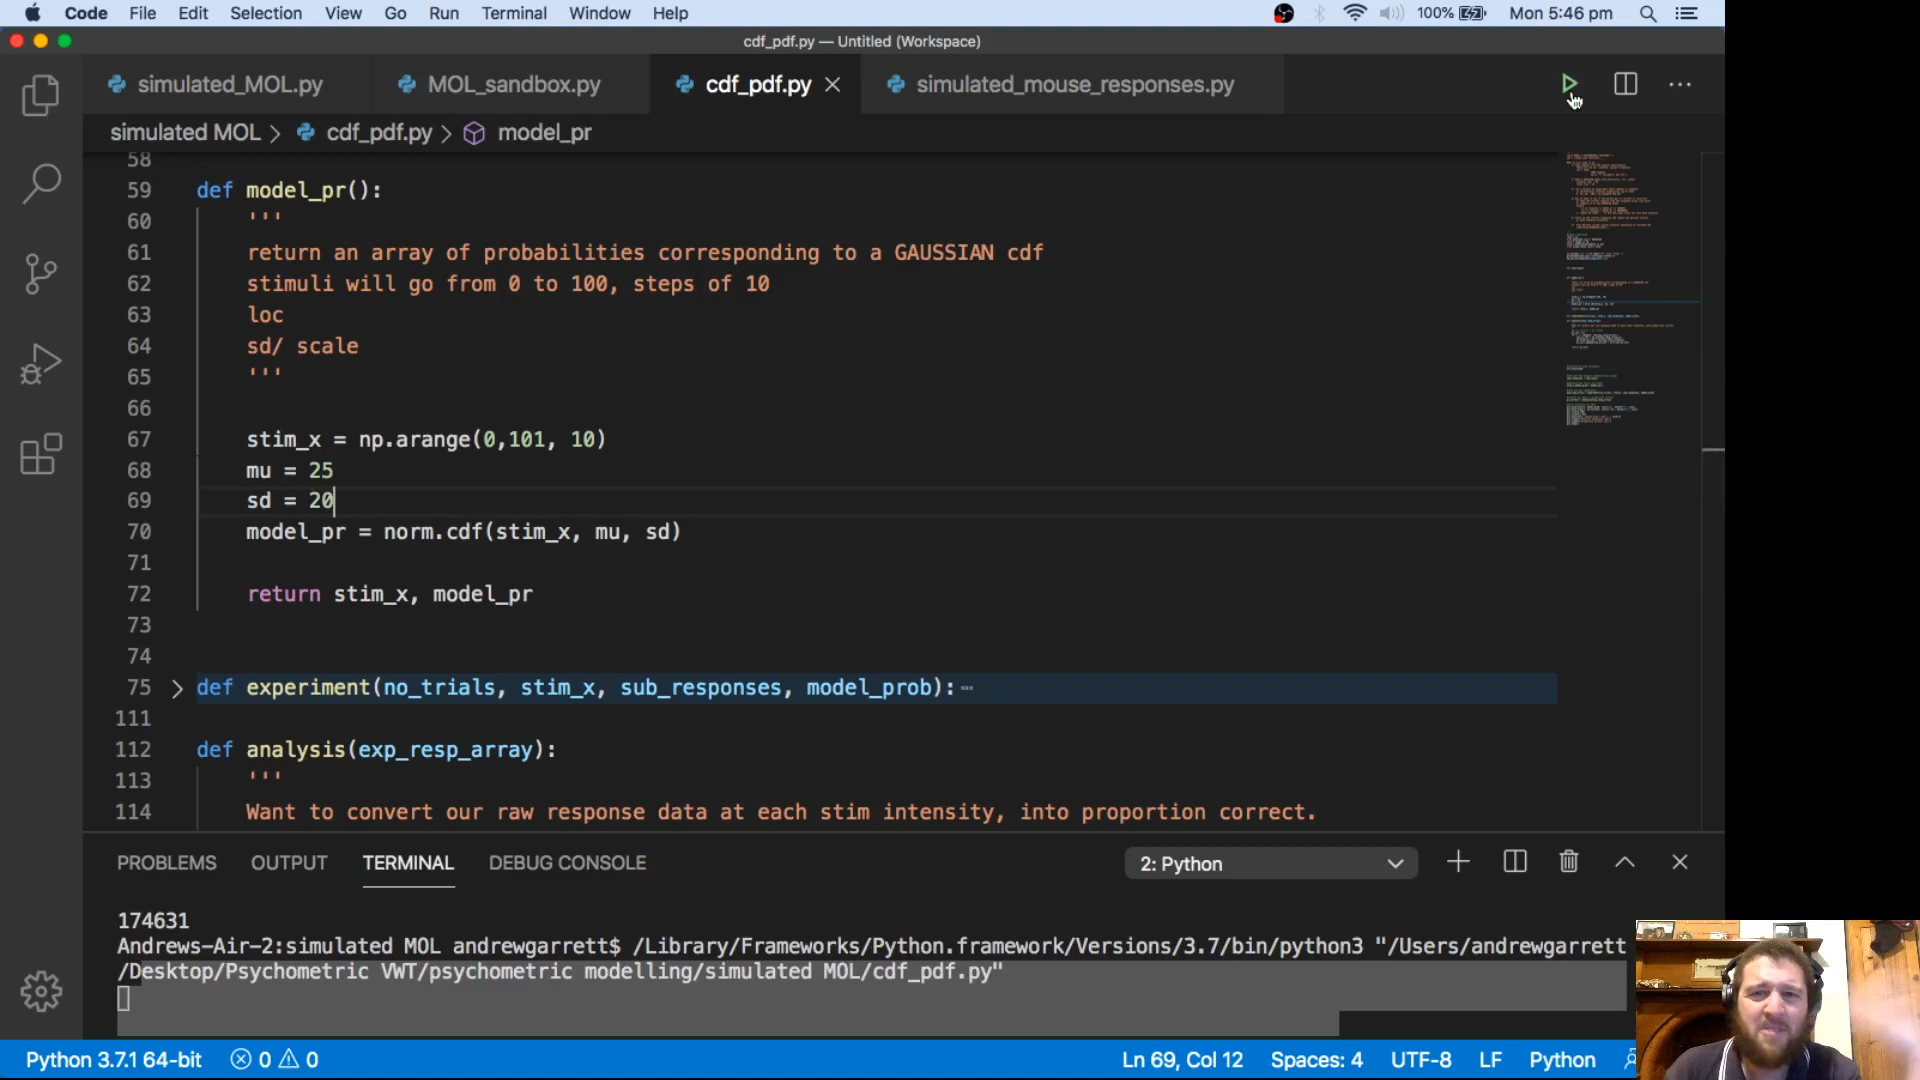 Code File Edit Selection View Go Run Terminal Window Help 100% Mon 5:46 pm
cdf_pdf.py — Untitled (Workspace)
simulated_MOL.py MOL_sandbox.py cdf_pdf.py simulated_mouse_responses.py
simulated MOL > cdf_pdf.py > model_pr
58
59 def model_pr():
60 '''
61 return an array of probabilities corresponding to a GAUSSIAN cdf
62 stimuli will go from 0 to 100, steps of 10
63 loc
64 sd/ scale
65 '''
66
67 stim_x = np.arange(0,101, 10)
68 mu = 25
69 sd = 20
70 model_pr = norm.cdf(stim_x, mu, sd)
71
72 return stim_x, model_pr
73
74
75 def experiment(no_trials, stim_x, sub_responses, model_prob):
111
112 def analysis(exp_resp_array):
113 '''
114 Want to convert our raw response data at each stim intensity, into proportion correct.
PROBLEMS OUTPUT TERMINAL DEBUG CONSOLE 2: Python
174631
Andrews-Air-2:simulated MOL andrewgarrett$ /Library/Frameworks/Python.framework/Versions/3.7/bin/python3 "/Users/andrewgarrett
/Desktop/Psychometric VWT/psychometric modelling/simulated MOL/cdf_pdf.py"
Python 3.7.1 64-bit 0 0 Ln 69, Col 12 Spaces: 4 UTF-8 LF Python